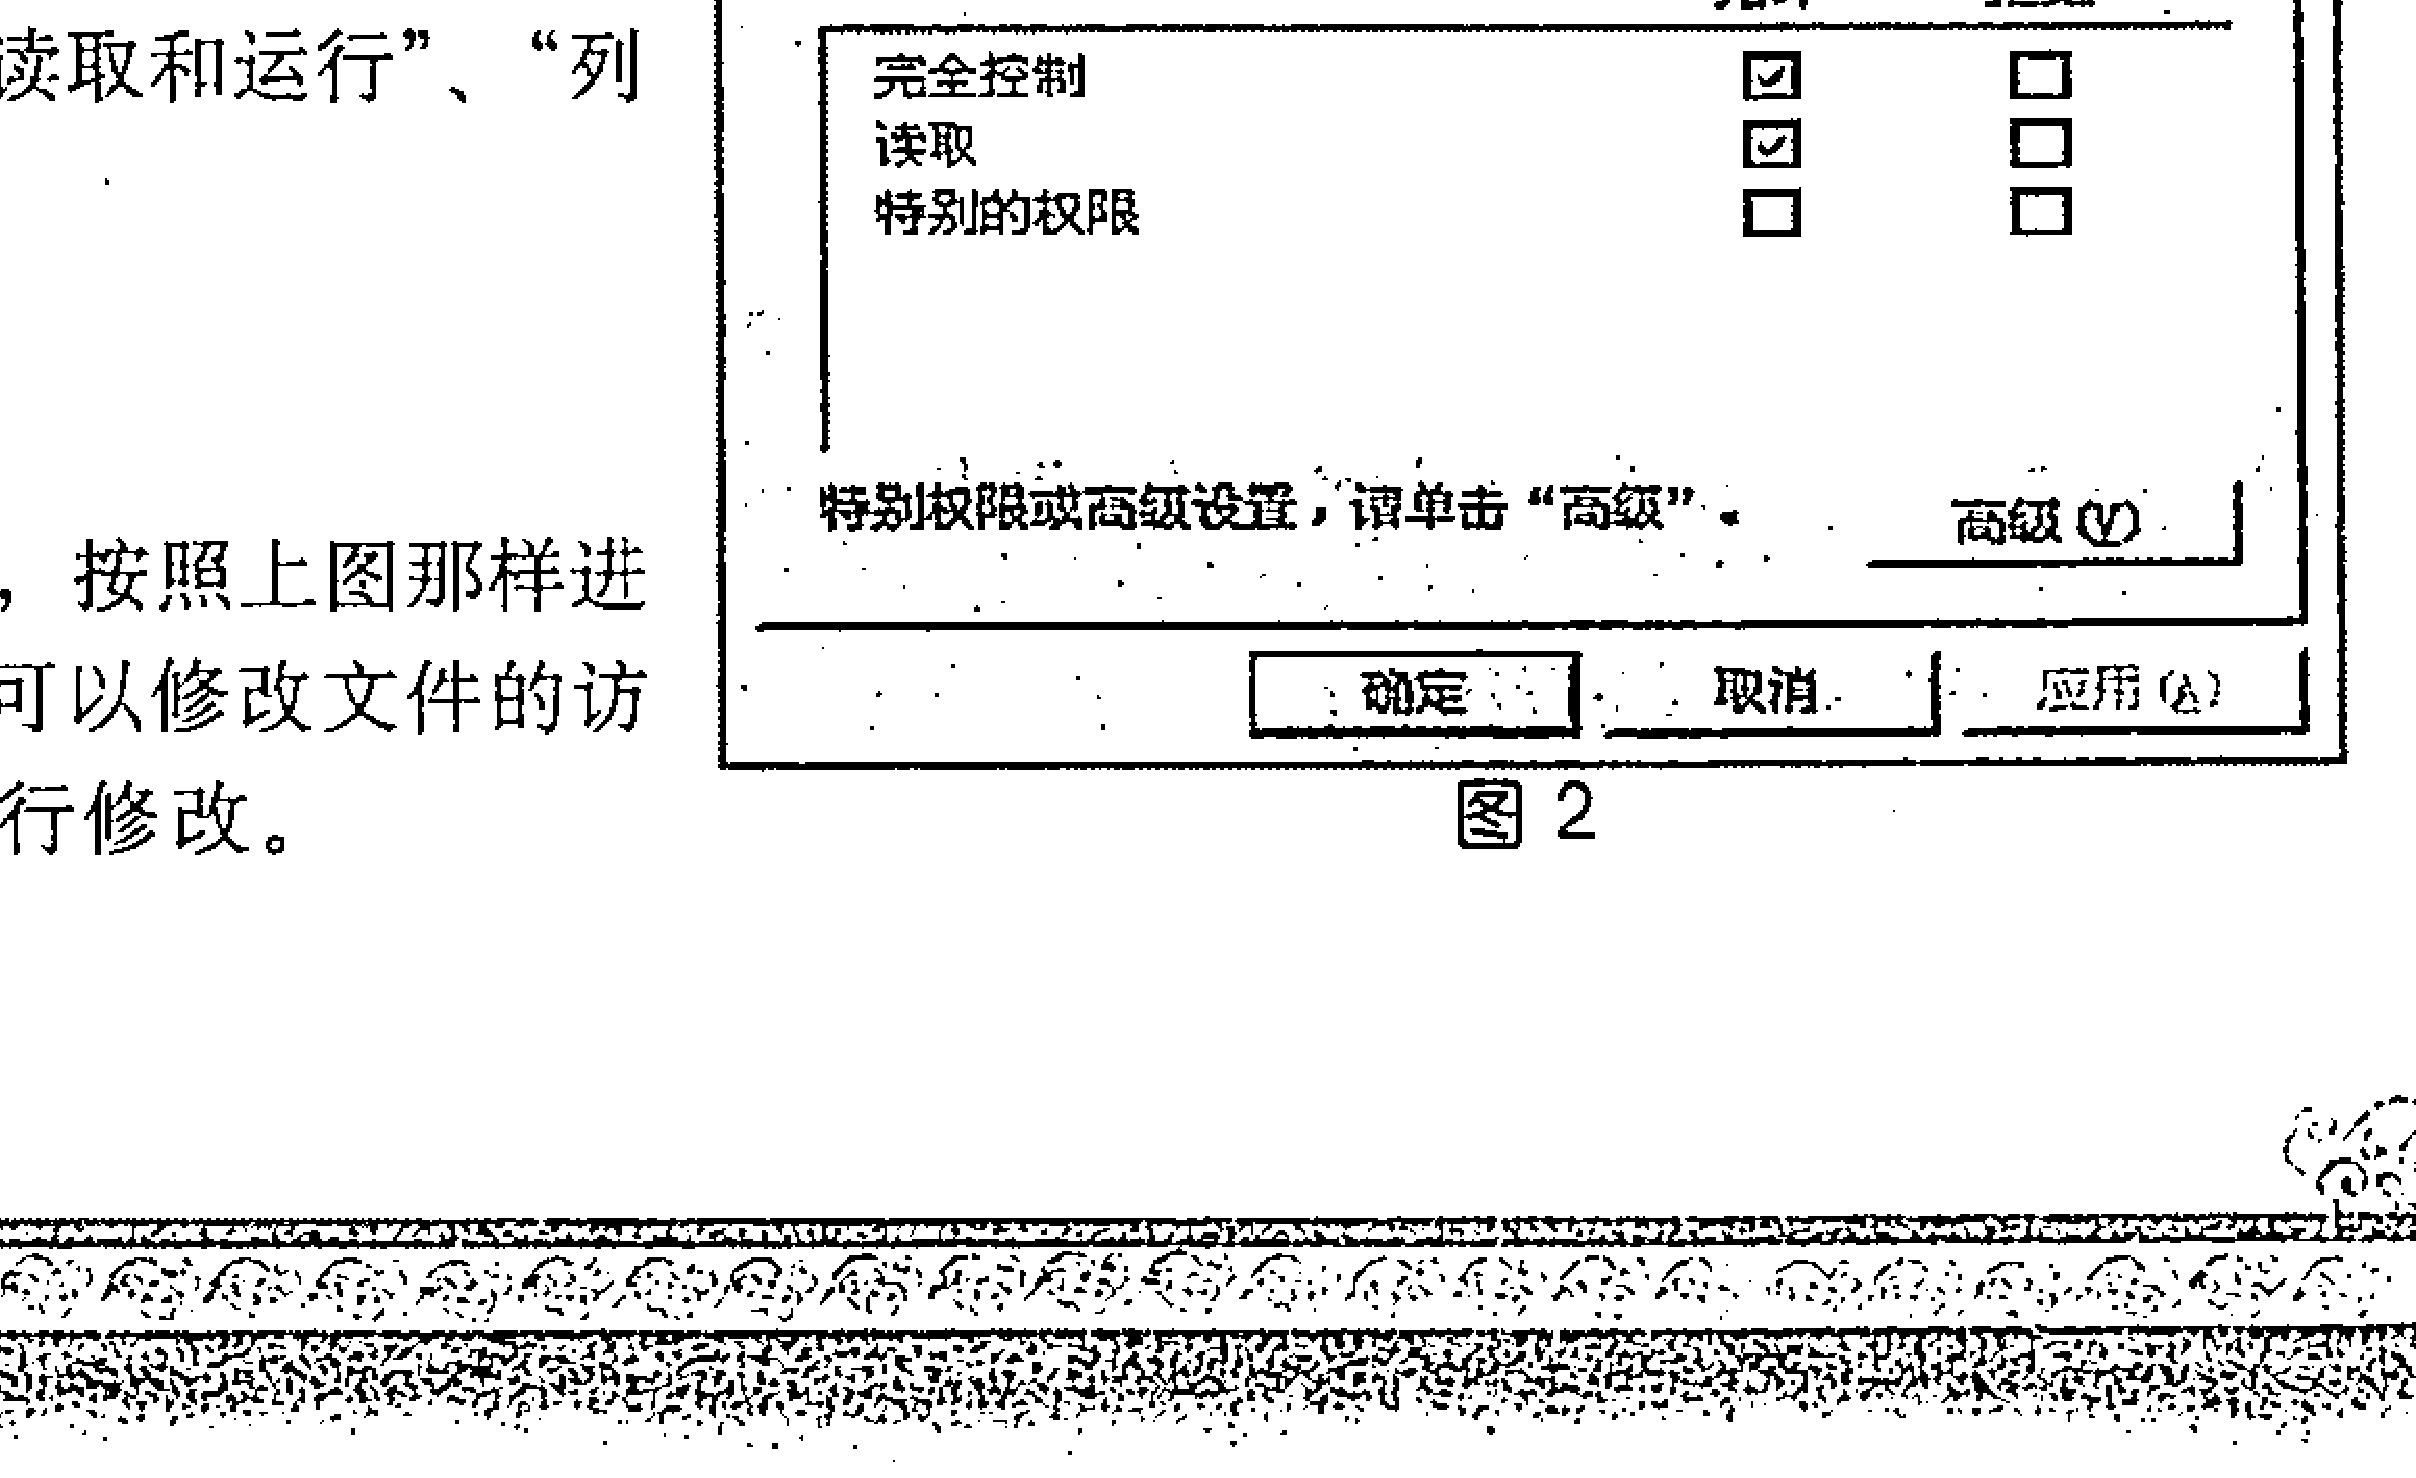 读取和运行”、“列
，按照上图那样进
可以修改文件的访
行修改。
完全控制
读取
特别的权限
特别权限或高级设置，请单击“高级”。
高级(V)
确定 取消 应用(A)
图 2